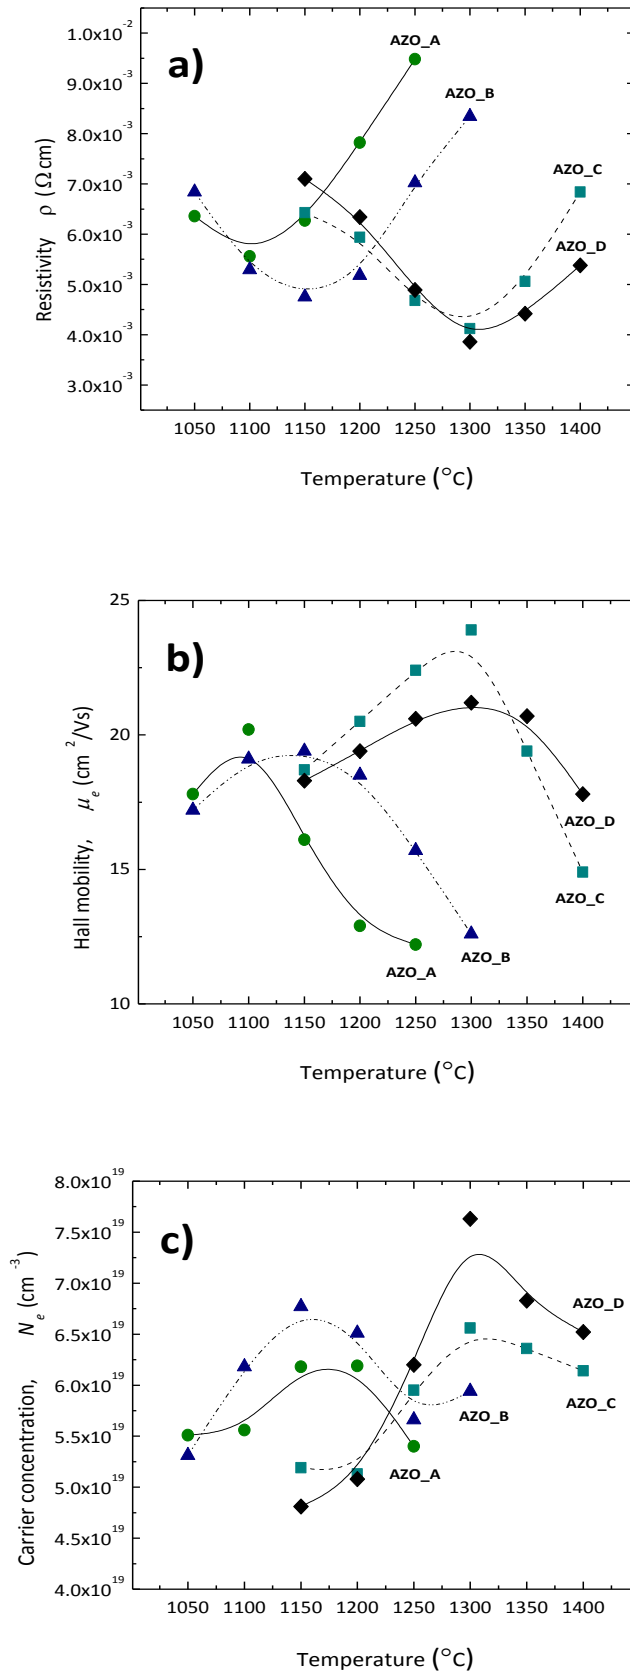 a)
AZO_A
AZO_B
AZO_C
AZO_D
1.0x10⁻²
9.0x10⁻³
8.0x10⁻³
7.0x10⁻³
6.0x10⁻³
5.0x10⁻³
4.0x10⁻³
3.0x10⁻³
Resistivity ρ (Ω cm)
1050 1100 1150 1200 1250 1300 1350 1400
Temperature (°C)
b)
25
20
15
10
Hall mobility, μₑ (cm²/Vs)
AZO_D
AZO_C
AZO_B
AZO_A
1050 1100 1150 1200 1250 1300 1350 1400
Temperature (°C)
c)
8.0x10¹⁹
7.5x10¹⁹
7.0x10¹⁹
6.5x10¹⁹
6.0x10¹⁹
5.5x10¹⁹
5.0x10¹⁹
4.5x10¹⁹
4.0x10¹⁹
Carrier concentration, Nₑ (cm⁻³)
AZO_D
AZO_C
AZO_B
AZO_A
1050 1100 1150 1200 1250 1300 1350 1400
Temperature (°C)